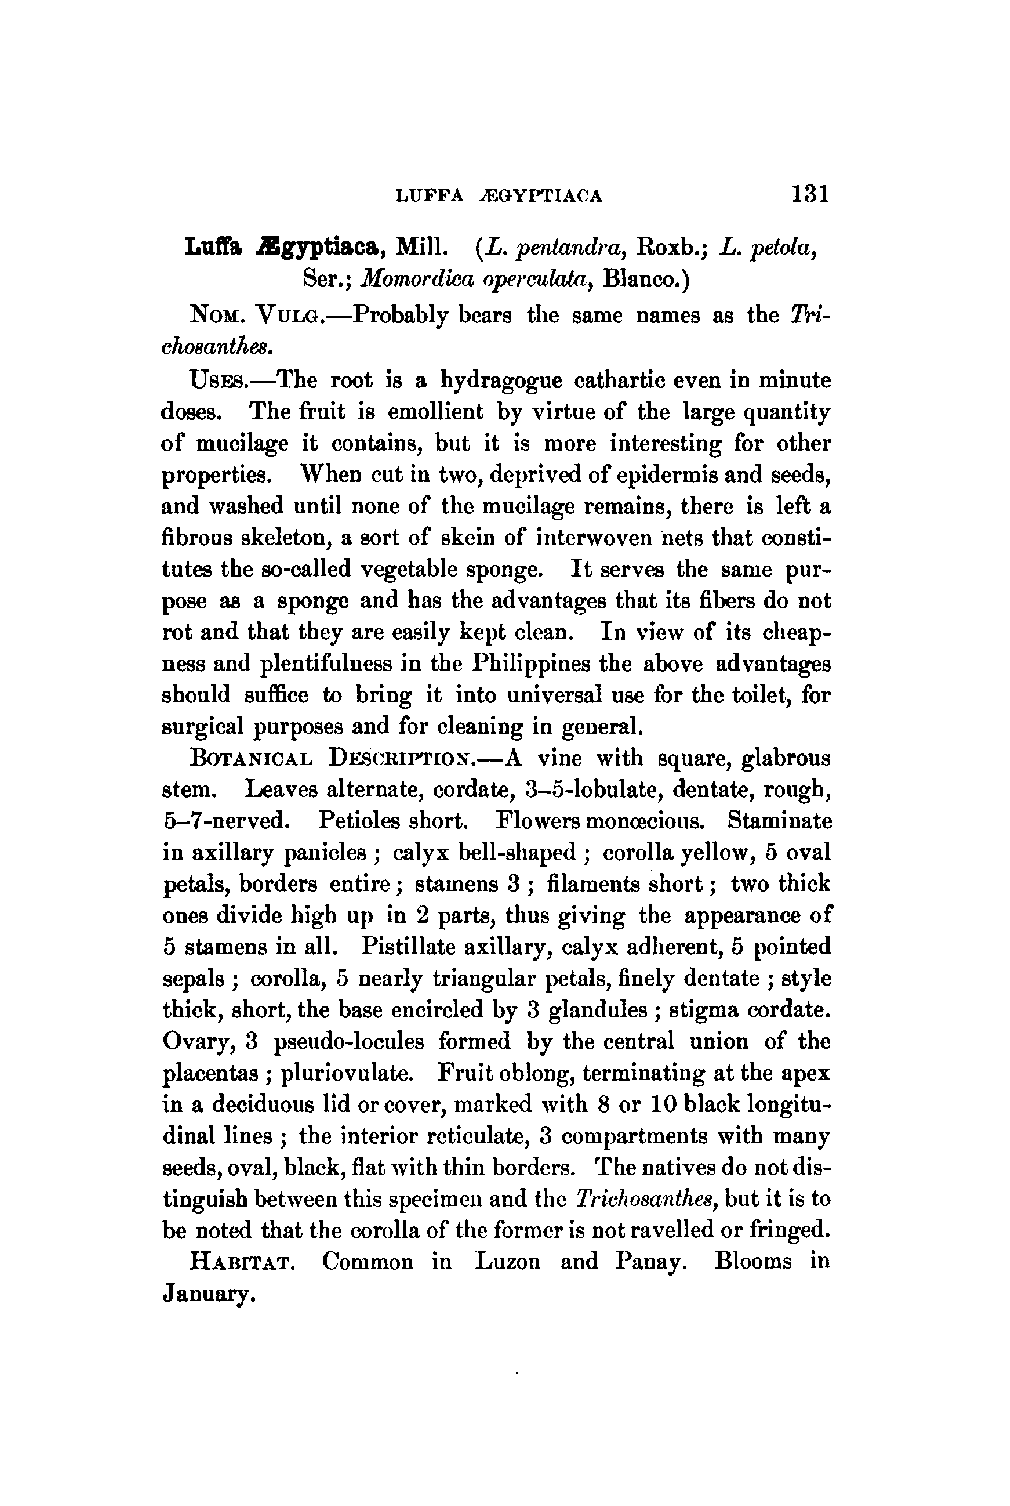 LUFFA ÆGYPTIACA 131
Luffa Ægyptiaca, Mill. (L. pentandra, Roxb.; L. petola,
Ser.; Momordica operculata, Blanco.)
NOM. VULG.—Probably bears the same names as the Tri-
chosanthes.
USES.—The root is a hydragogue cathartic even in minute
doses. The fruit is emollient by virtue of the large quantity
of mucilage it contains, but it is more interesting for other
properties. When cut in two, deprived of epidermis and seeds,
and washed until none of the mucilage remains, there is left a
fibrous skeleton, a sort of skein of interwoven nets that consti-
tutes the so-called vegetable sponge. It serves the same pur-
pose as a sponge and has the advantages that its fibers do not
rot and that they are easily kept clean. In view of its cheap-
ness and plentifulness in the Philippines the above advantages
should suffice to bring it into universal use for the toilet, for
surgical purposes and for cleaning in general.
BOTANICAL DESCRIPTION.—A vine with square, glabrous
stem. Leaves alternate, cordate, 3–5-lobulate, dentate, rough,
5–7-nerved. Petioles short. Flowers monœcious. Staminate
in axillary panicles; calyx bell-shaped; corolla yellow, 5 oval
petals, borders entire; stamens 3; filaments short; two thick
ones divide high up in 2 parts, thus giving the appearance of
5 stamens in all. Pistillate axillary, calyx adherent, 5 pointed
sepals; corolla, 5 nearly triangular petals, finely dentate; style
thick, short, the base encircled by 3 glandules; stigma cordate.
Ovary, 3 pseudo-locules formed by the central union of the
placentas; pluriovulate. Fruit oblong, terminating at the apex
in a deciduous lid or cover, marked with 8 or 10 black longitu-
dinal lines; the interior reticulate, 3 compartments with many
seeds, oval, black, flat with thin borders. The natives do not dis-
tinguish between this specimen and the Trichosanthes, but it is to
be noted that the corolla of the former is not ravelled or fringed.
HABITAT. Common in Luzon and Panay. Blooms in
January.